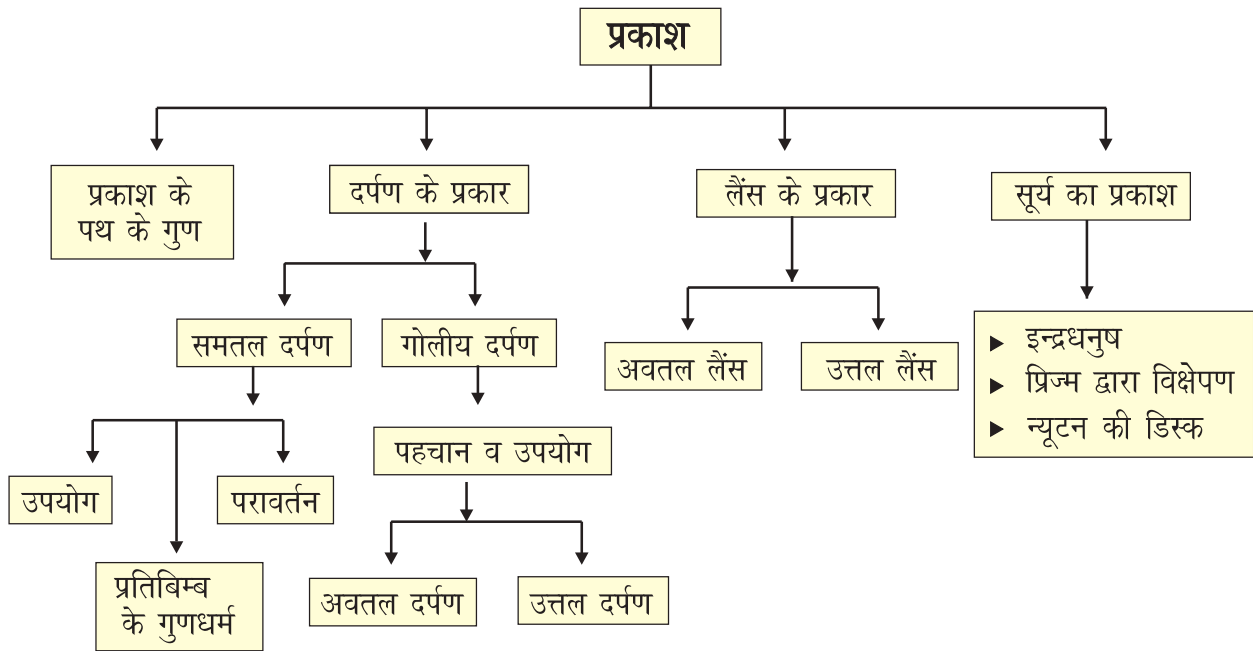 प्रकाश
प्रकाश के
पथ के गुण
दर्पण के प्रकार
लैंस के प्रकार
सूर्य का प्रकाश
समतल दर्पण
गोलीय दर्पण
अवतल लैंस
उत्तल लैंस
इन्द्रधनुष
प्रिज्म द्वारा विक्षेपण
न्यूटन की डिस्क
पहचान व उपयोग
उपयोग
परावर्तन
प्रतिबिम्ब
के गुणधर्म
अवतल दर्पण
उत्तल दर्पण